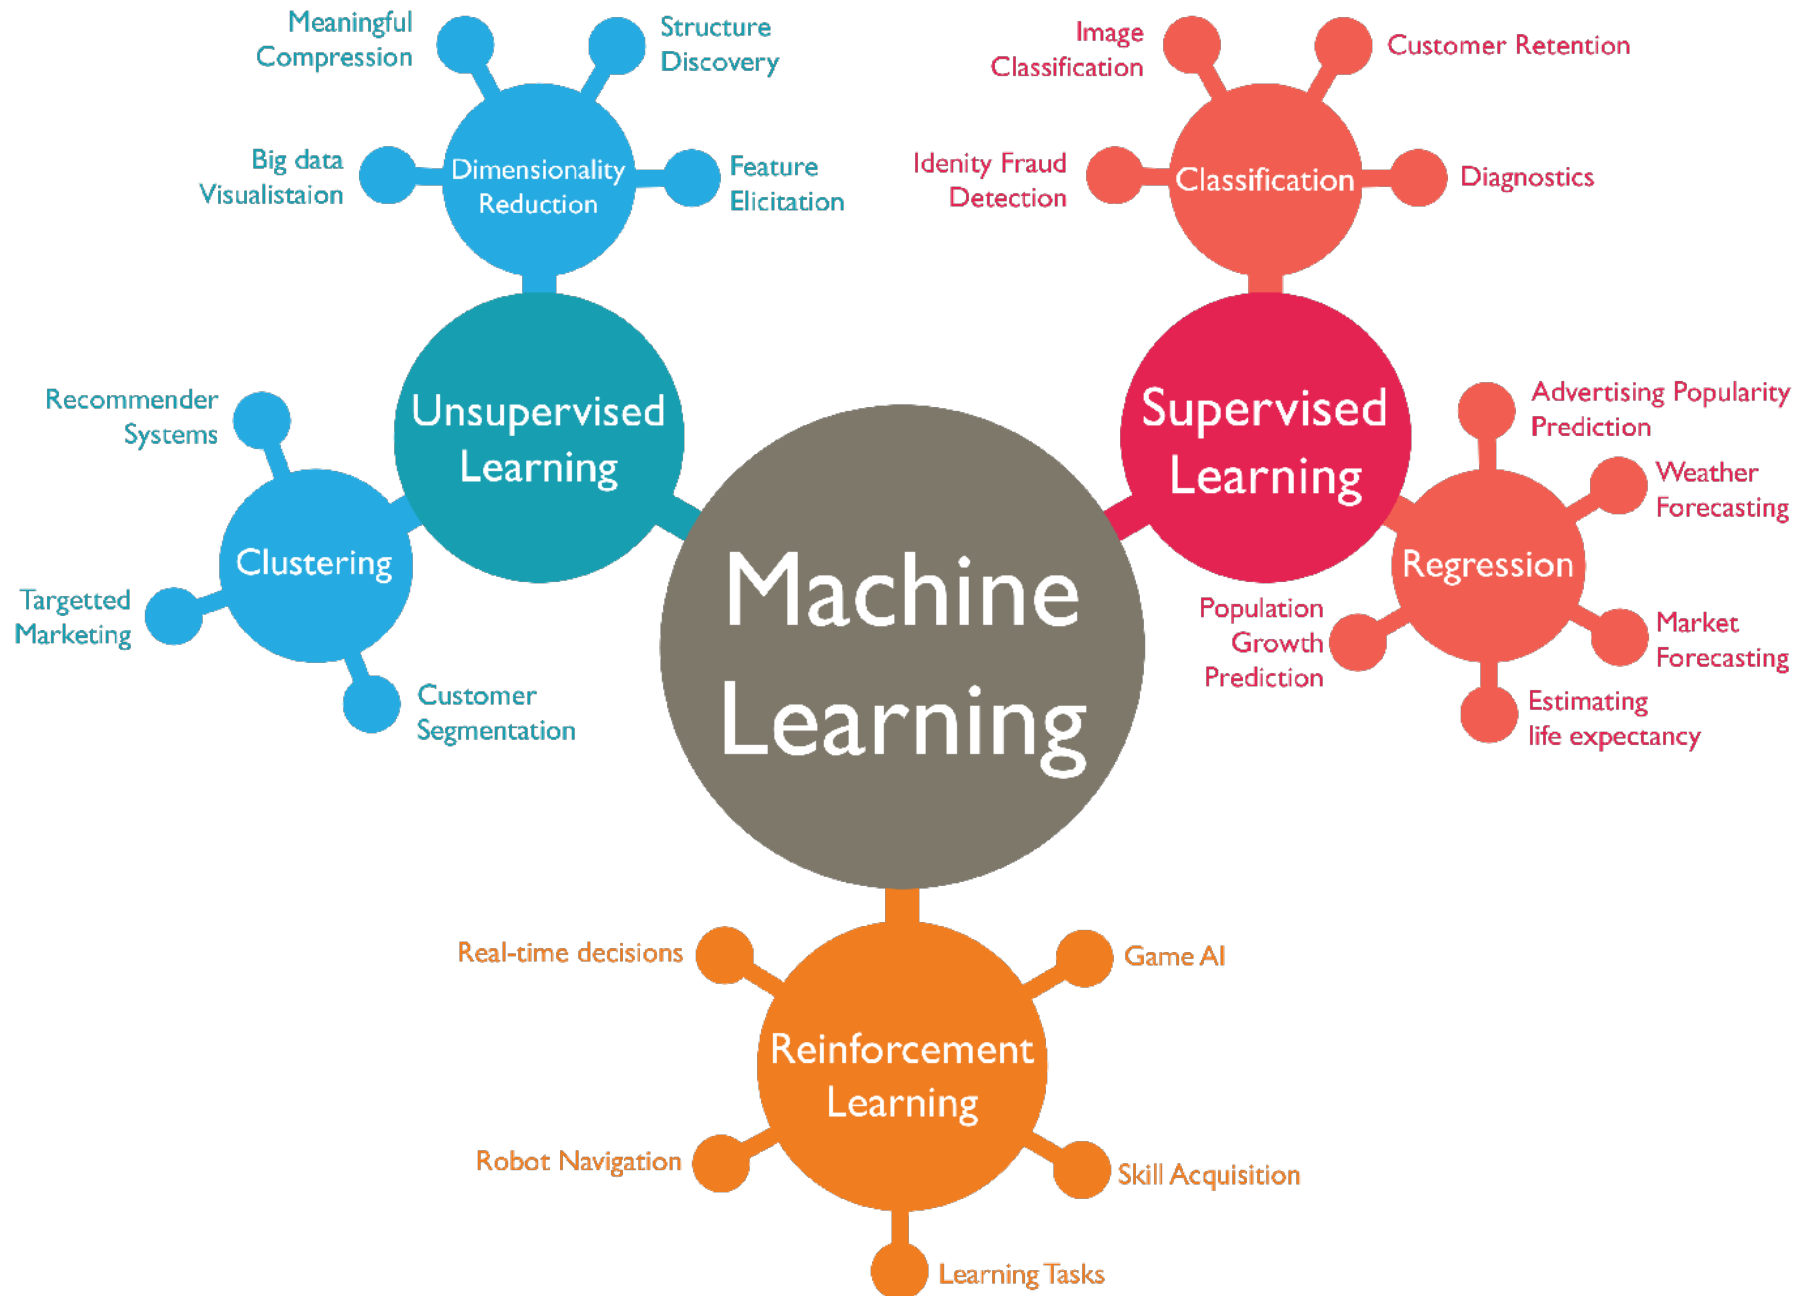 Meaningful
Compression
Structure
Discovery
Big data
Visualistaion
Dimensionality
Reduction
Feature
Elicitation
Image
Classification
Customer Retention
Idenity Fraud
Detection
Classification
Diagnostics
Recommender
Systems
Unsupervised
Learning
Clustering
Targetted
Marketing
Customer
Segmentation
Machine
Learning
Supervised
Learning
Advertising Popularity
Prediction
Weather
Forecasting
Regression
Population
Growth
Prediction
Market
Forecasting
Estimating
life expectancy
Real-time decisions
Game AI
Reinforcement
Learning
Robot Navigation
Skill Acquisition
Learning Tasks